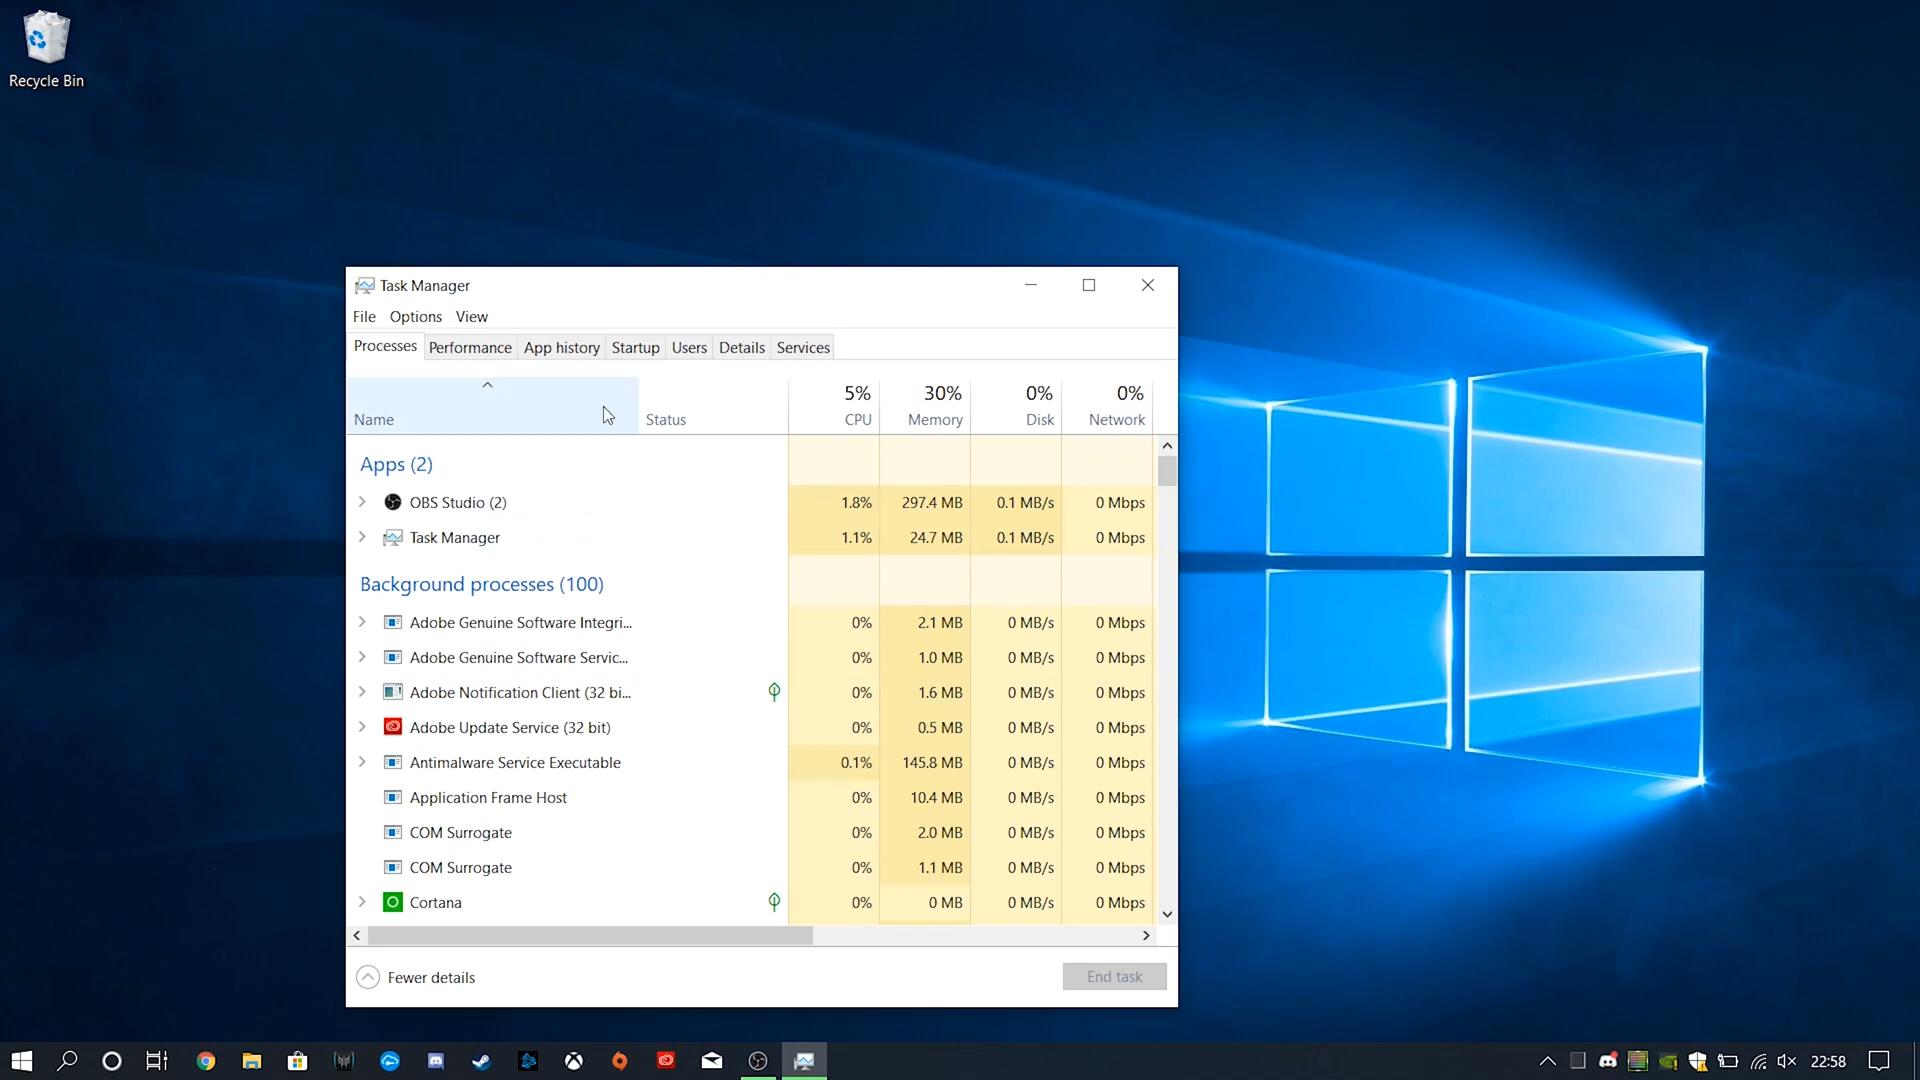 Recycle Bin
Task Manager
File Options View
Processes Performance App history Startup Users Details Services
5% 30% 0% 0%
Name Status CPU Memory Disk Network
Apps (2)
OBS Studio (2) 1.8% 297.4 MB 0.1 MB/s 0 Mbps
Task Manager 1.1% 24.7 MB 0.1 MB/s 0 Mbps
Background processes (100)
Adobe Genuine Software Integri... 0% 2.1 MB 0 MB/s 0 Mbps
Adobe Genuine Software Servic... 0% 1.0 MB 0 MB/s 0 Mbps
Adobe Notification Client (32 bi... 0% 1.6 MB 0 MB/s 0 Mbps
Adobe Update Service (32 bit) 0% 0.5 MB 0 MB/s 0 Mbps
Antimalware Service Executable 0.1% 145.8 MB 0 MB/s 0 Mbps
Application Frame Host 0% 10.4 MB 0 MB/s 0 Mbps
COM Surrogate 0% 2.0 MB 0 MB/s 0 Mbps
COM Surrogate 0% 1.1 MB 0 MB/s 0 Mbps
Cortana 0% 0 MB 0 MB/s 0 Mbps
Fewer details End task
22:58